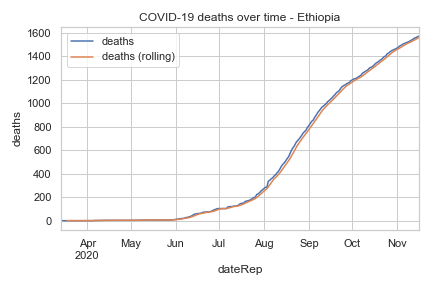 COVID-19 deaths over time - Ethiopia
deaths
deaths (rolling)
1600
1400
1200
1000
800
600
400
200
0
deaths
Apr May Jun Jul Aug Sep Oct Nov
2020
dateRep